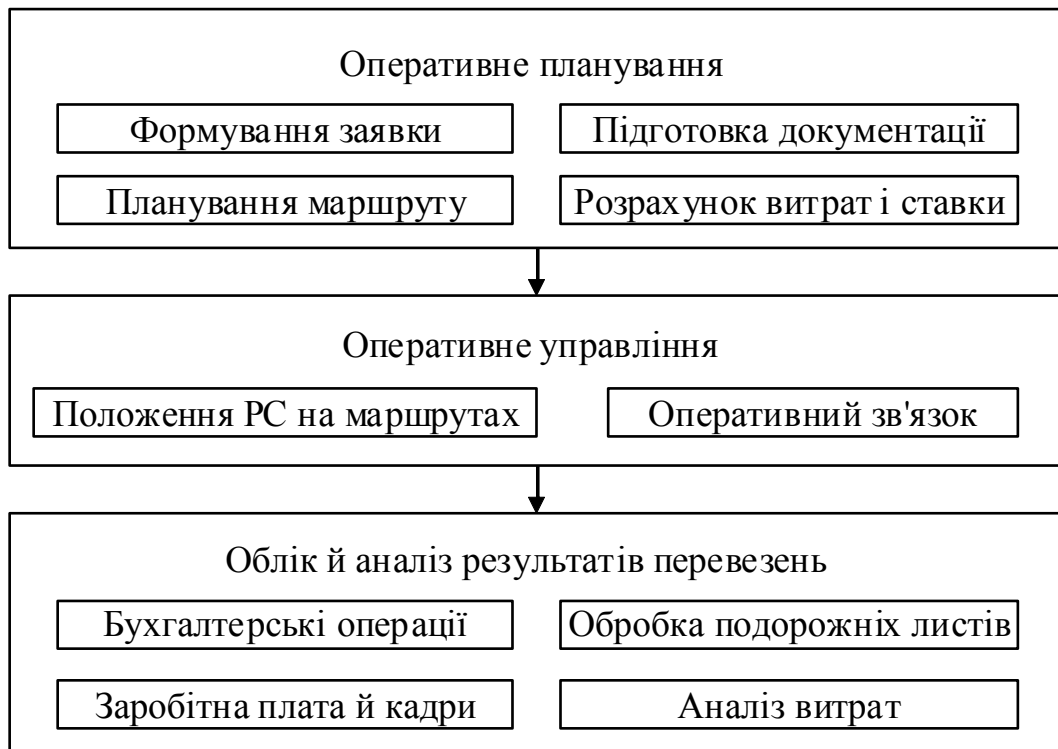 Оперативне планування
Формування заявки
Підготовка документації
Планування маршруту
Розрахунок витрат і ставки
Оперативне управління
Положення РС на маршрутах
Оперативний зв'язок
Облік й аналіз результатів перевезень
Бухгалтерські операції
Обробка подорожніх листів
Заробітна плата й кадри
Аналіз витрат